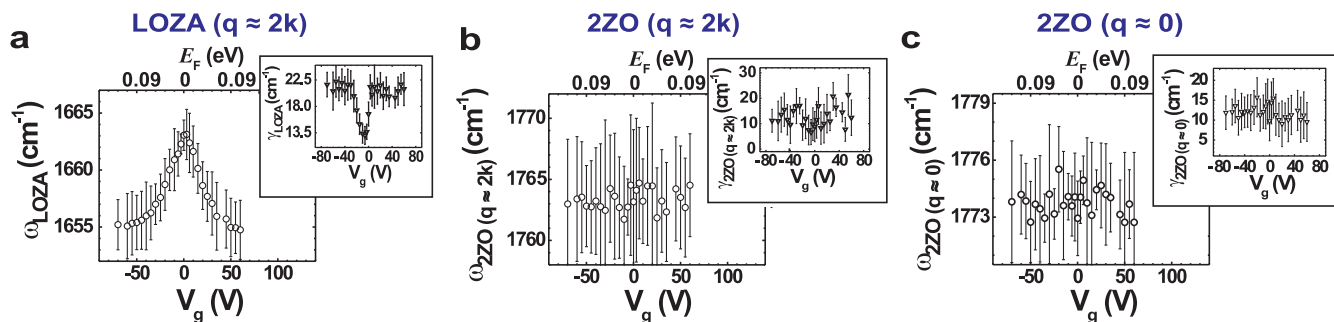 LOZA (q ≈ 2k)
2ZO (q ≈ 2k)
2ZO (q ≈ 0)
a
E_F (eV)
0.09 0 0.09
1665
1660
1655
ω_LOZA (cm⁻¹)
-50 0 50 100
V_g (V)
22.5
18.0
13.5
γ_LOZA (cm⁻¹)
-80 -40 0 40 80
V_g (V)
b
E_F (eV)
0.09 0 0.09
1770
1765
1760
ω_2ZO (q ≈ 2k) (cm⁻¹)
-50 0 50 100
V_g (V)
30
20
10
0
γ_2ZO (q ≈ 2k) (cm⁻¹)
-80 -40 0 40 80
V_g (V)
c
E_F (eV)
0.09 0 0.09
1779
1776
1773
ω_2ZO (q ≈ 0) (cm⁻¹)
-50 0 50 100
V_g (V)
20
15
10
5
0
γ_2ZO (q ≈ 0) (cm⁻¹)
-80 -40 0 40 80
V_g (V)